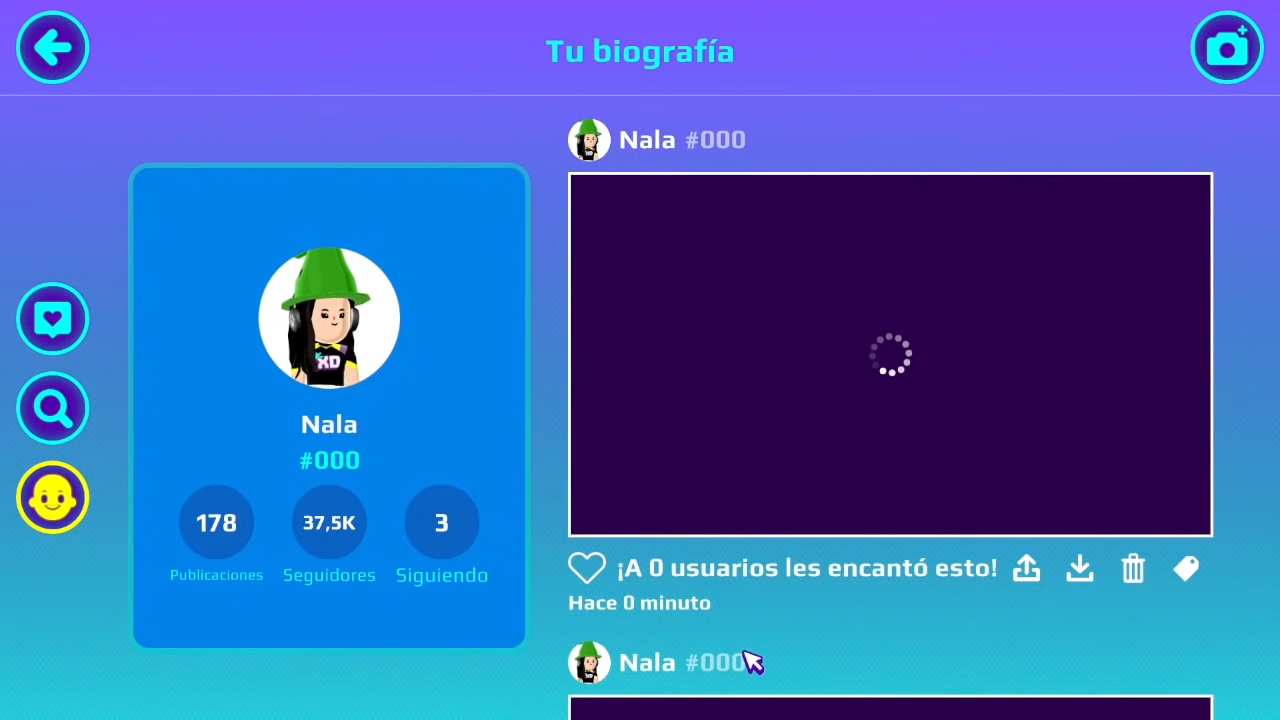 Tu biografía
Nala #000
XD
Nala
#000
178
37,5K
3
Publicaciones
Seguidores
Siguiendo
¡A 0 usuarios les encantó esto!
Hace 0 minuto
Nala #000